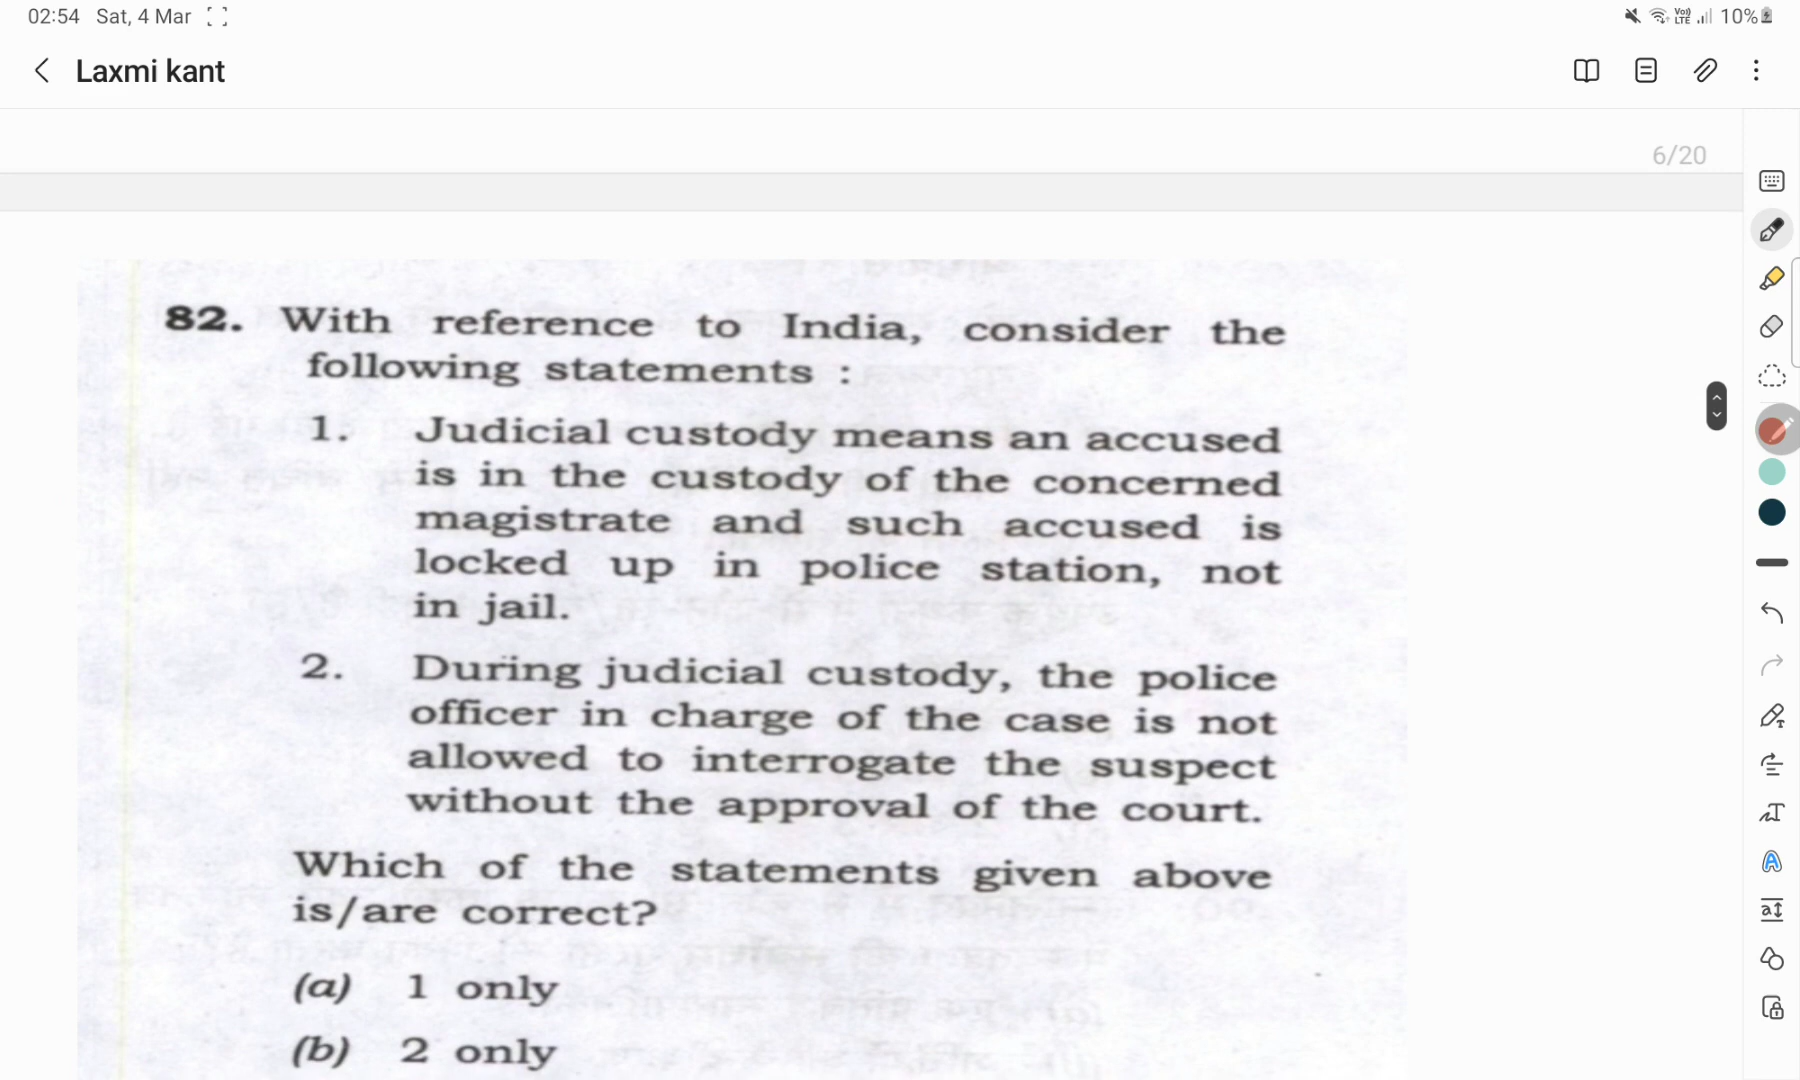 02:54 Sat, 4 Mar
Vo))
LTE
10%
Laxmi kant
6/20
82. With reference to India, consider the
following statements :
1. Judicial custody means an accused
is in the custody of the concerned
magistrate and such accused is
locked up in police station, not
in jail.
2. During judicial custody, the police
officer in charge of the case is not
allowed to interrogate the suspect
without the approval of the court.
Which of the statements given above
is/are correct?
(a) 1 only
(b) 2 only